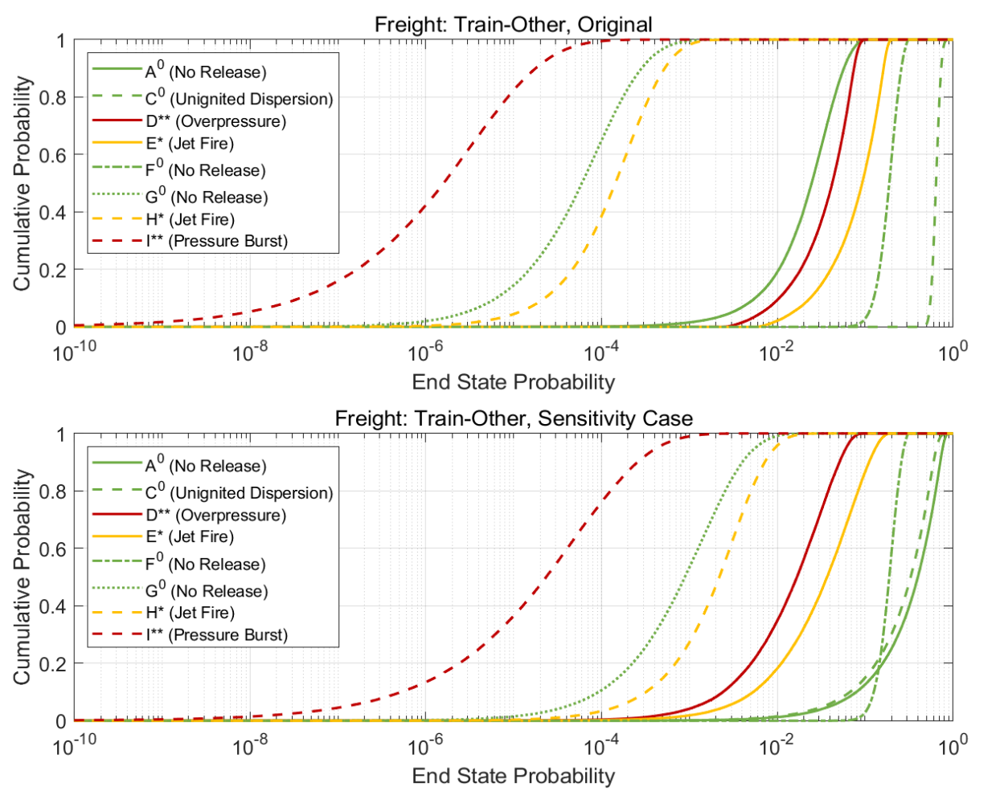 Freight: Train-Other, Original
Cumulative Probability
1
0.8
0.6
0.4
0.2
0
A⁰ (No Release)
C⁰ (Unignited Dispersion)
D** (Overpressure)
E* (Jet Fire)
F⁰ (No Release)
G⁰ (No Release)
H* (Jet Fire)
I** (Pressure Burst)
10⁻¹⁰ 10⁻⁸ 10⁻⁶ 10⁻⁴ 10⁻² 10⁰
End State Probability
Freight: Train-Other, Sensitivity Case
Cumulative Probability
1
0.8
0.6
0.4
0.2
0
A⁰ (No Release)
C⁰ (Unignited Dispersion)
D** (Overpressure)
E* (Jet Fire)
F⁰ (No Release)
G⁰ (No Release)
H* (Jet Fire)
I** (Pressure Burst)
10⁻¹⁰ 10⁻⁸ 10⁻⁶ 10⁻⁴ 10⁻² 10⁰
End State Probability